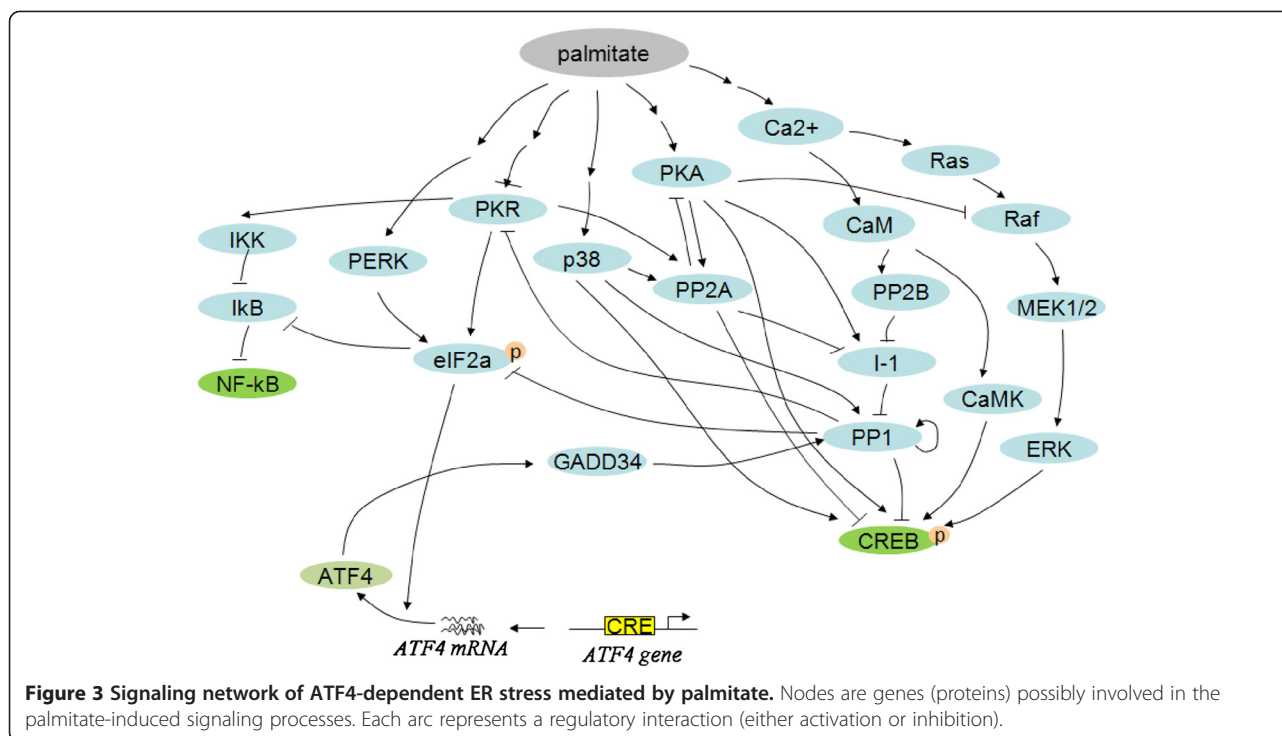 palmitate
Ca2+
Ras
PKA
PKR
Raf
CaM
IKK
PERK
p38
PP2A
PP2B
IkB
MEK1/2
eIF2a p
I-1
NF-kB
CaMK
PP1
ERK
GADD34
CREB p
ATF4
CRE
ATF4 mRNA
ATF4 gene
Figure 3 Signaling network of ATF4-dependent ER stress mediated by palmitate. Nodes are genes (proteins) possibly involved in the
palmitate-induced signaling processes. Each arc represents a regulatory interaction (either activation or inhibition).